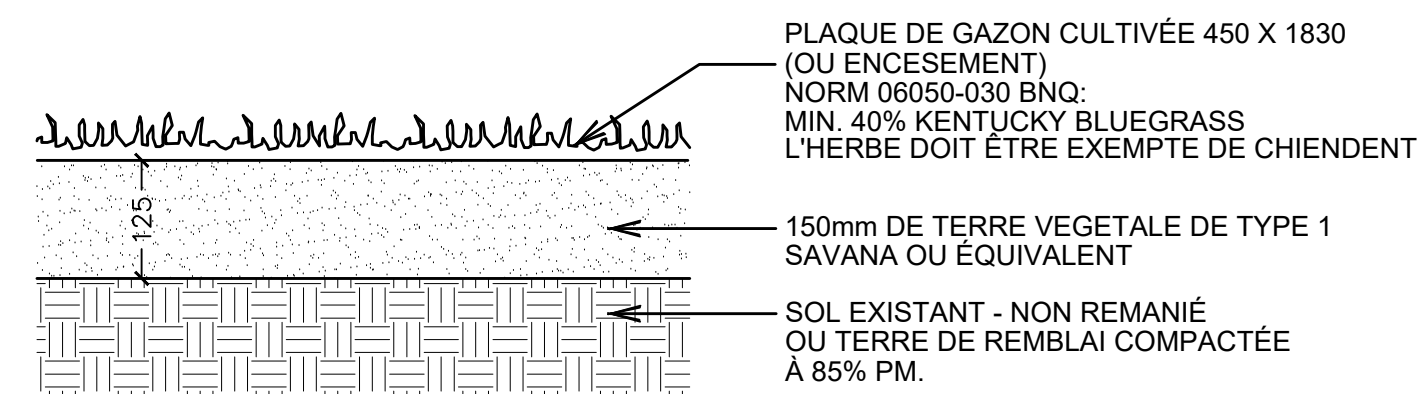 PLAQUE DE GAZON CULTIVÉE 450 X 1830
(OU ENCESEMENT)
NORM 06050-030 BNQ:
MIN. 40% KENTUCKY BLUEGRASS
L'HERBE DOIT ÊTRE EXEMPTE DE CHIENDENT
125
150mm DE TERRE VEGETALE DE TYPE 1
SAVANA OU ÉQUIVALENT
SOL EXISTANT - NON REMANIÉ
OU TERRE DE REMBLAI COMPACTÉE
À 85% PM.